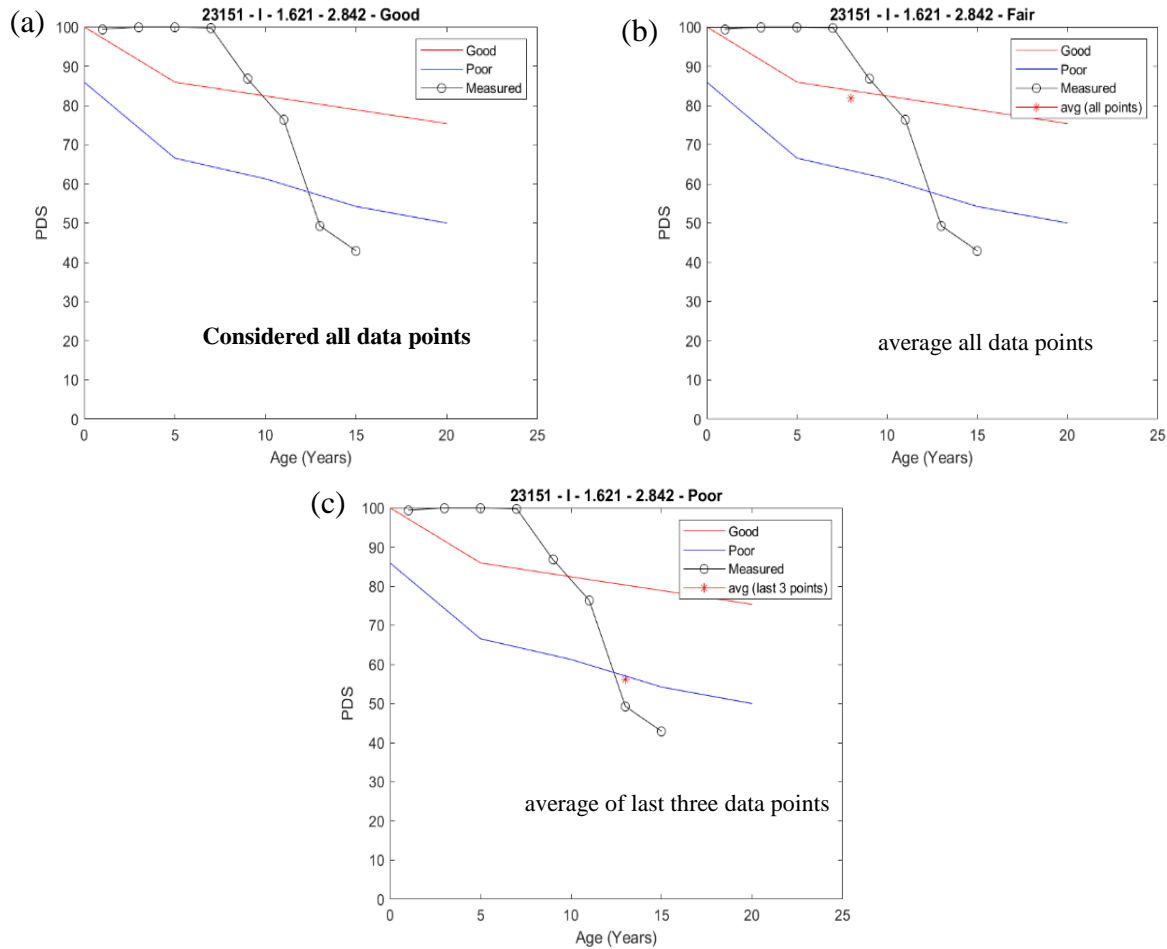 (a)
23151 - I - 1.621 - 2.842 - Good
100
90
80
70
60
50
40
30
20
10
0
PDS
Good
Poor
Measured
Considered all data points
0 5 10 15 20 25
Age (Years)
(b)
23151 - I - 1.621 - 2.842 - Fair
100
90
80
70
60
50
40
30
20
10
0
PDS
Good
Poor
Measured
avg (all points)
average all data points
0 5 10 15 20 25
Age (Years)
(c)
23151 - I - 1.621 - 2.842 - Poor
100
90
80
70
60
50
40
30
20
10
0
PDS
Good
Poor
Measured
avg (last 3 points)
average of last three data points
0 5 10 15 20 25
Age (Years)